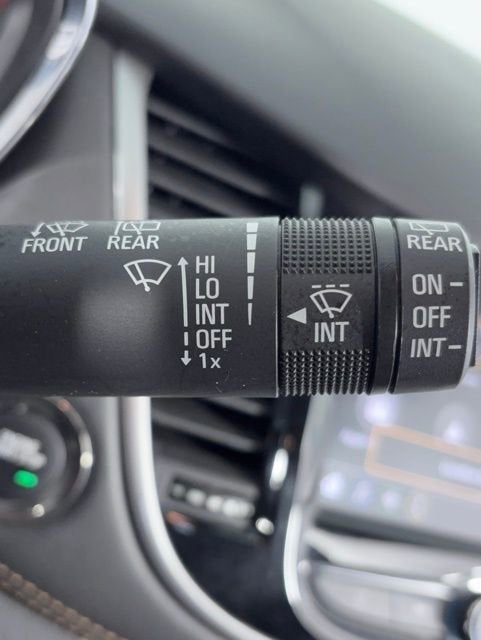 FRONT REAR
HI
LO
INT
OFF
1x
INT
REAR
ON
OFF
INT